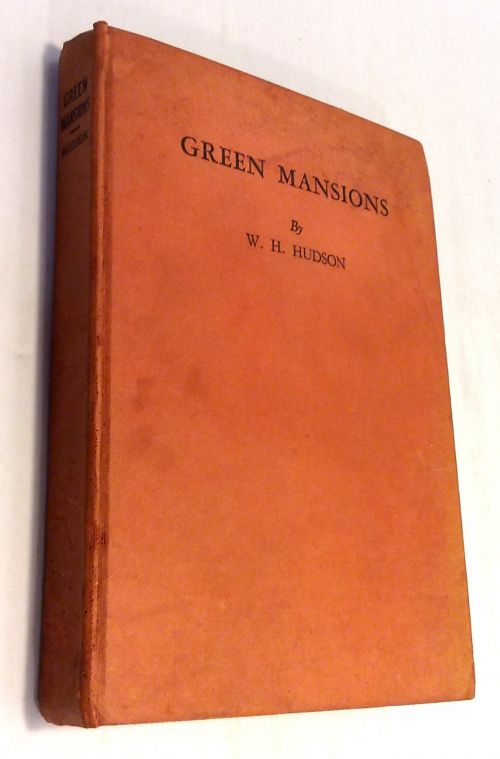 GREEN
MANSIONS
HUDSON
GREEN MANSIONS
By
W. H. HUDSON